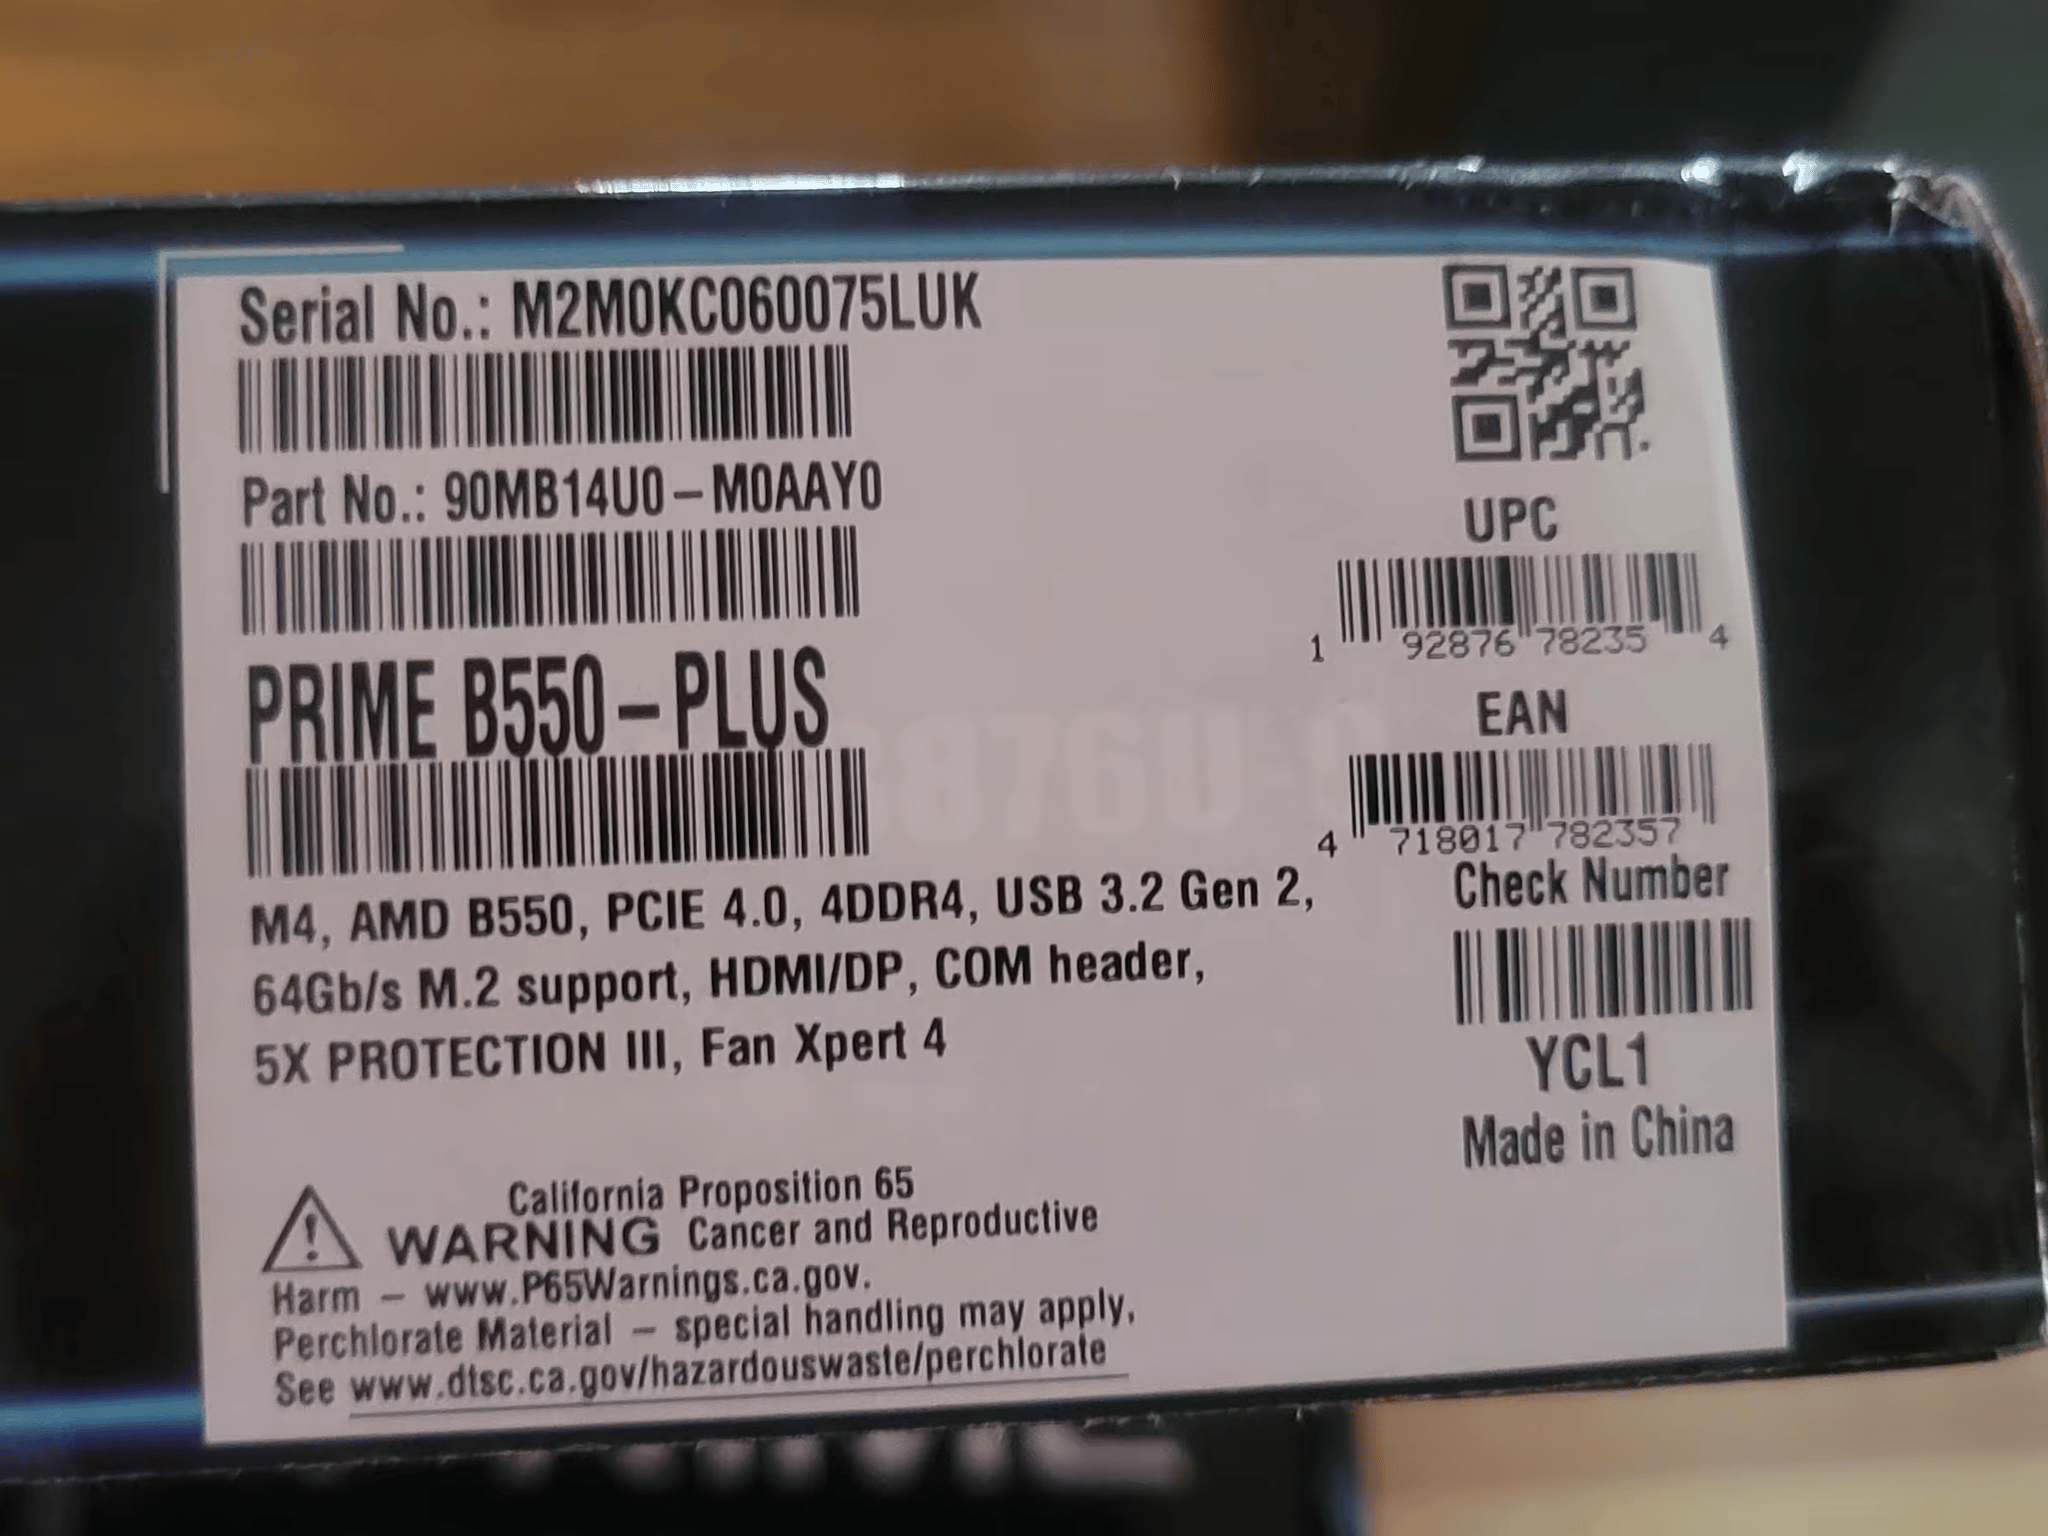 Serial No.: M2M0KC060075LUK
Part No.: 90MB14U0-M0AAY0
PRIME B550-PLUS
M4, AMD B550, PCIE 4.0, 4DDR4, USB 3.2 Gen 2,
64Gb/s M.2 support, HDMI/DP, COM header,
5X PROTECTION III, Fan Xpert 4
California Proposition 65
WARNING Cancer and Reproductive
Harm - www.P65Warnings.ca.gov.
Perchlorate Material - special handling may apply,
See www.dtsc.ca.gov/hazardouswaste/perchlorate
UPC
1 92876 78235 4
EAN
4 718017 782357
Check Number
YCL1
Made in China